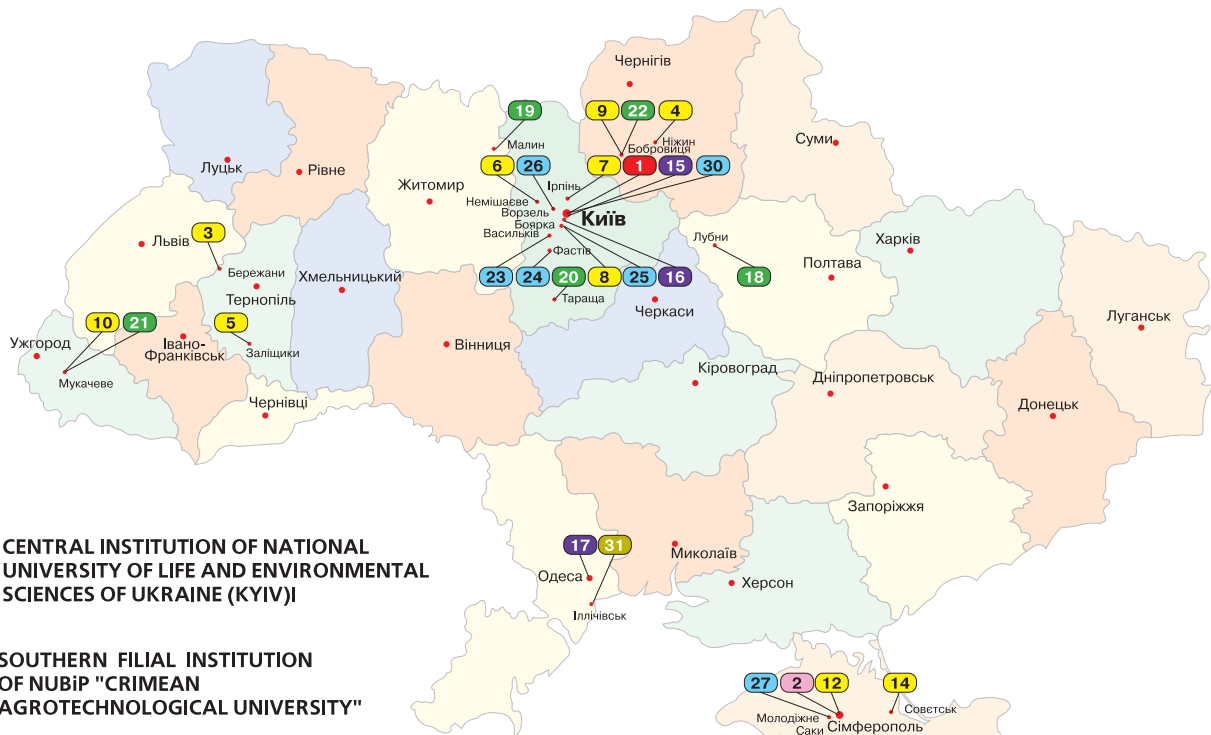 Чернігів
19
9
22
4
Малин
Ніжин
Бобровиця
Суми
Луцьк
Рівне
6
26
7
1
15
30
Житомир
Ірпінь
Немішаєве
Ворзель
Київ
Боярка
Васильків
Фастів
Лубни
Харків
3
Львів
Бережани
Тернопіль
Хмельницький
23
24
20
8
25
16
18
Полтава
Тараща
Черкаси
Луганськ
10
21
5
Ужгород
Івано-
Франківськ
Заліщики
Мукачеве
Вінниця
Кіровоград
Дніпропетровськ
Чернівці
Донецьк
Запоріжжя
CENTRAL INSTITUTION OF NATIONAL
UNIVERSITY OF LIFE AND ENVIRONMENTAL
SCIENCES OF UKRAINE (KYIV)I
17
31
Одеса
Миколаїв
Херсон
Іллічівськ
SOUTHERN FILIAL INSTITUTION
OF NUBiP "CRIMEAN
AGROTECHNOLOGICAL UNIVERSITY"
27
2
12
14
Молодіжне
Саки
Сімферополь
Совєтськ